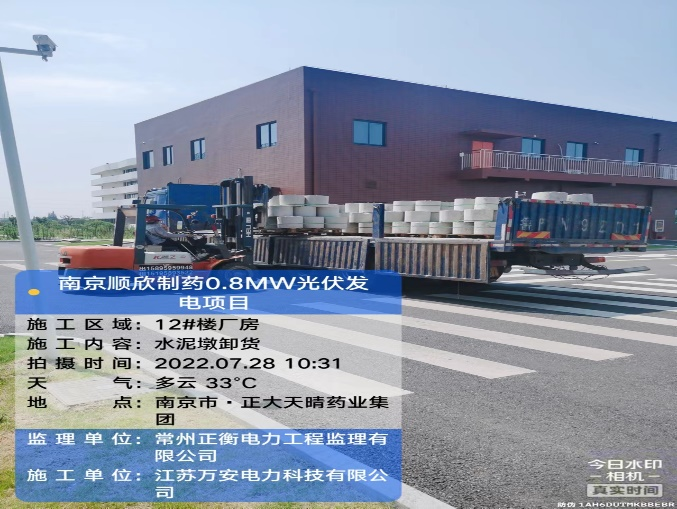 HELI
南京顺欣制药0.8MW光伏发
电项目
施工区域：12#楼厂房
施工内容：水泥墩卸货
拍摄时间：2022.07.28 10:31
天气：多云 33°C
地点：南京市·正大天晴药业集
团
监理单位：常州正衡电力工程监理有
限公司
施工单位：江苏万安电力科技有限公
司
今日水印
相机
真实时间
防伪 1AH6DUTMKBBEBR